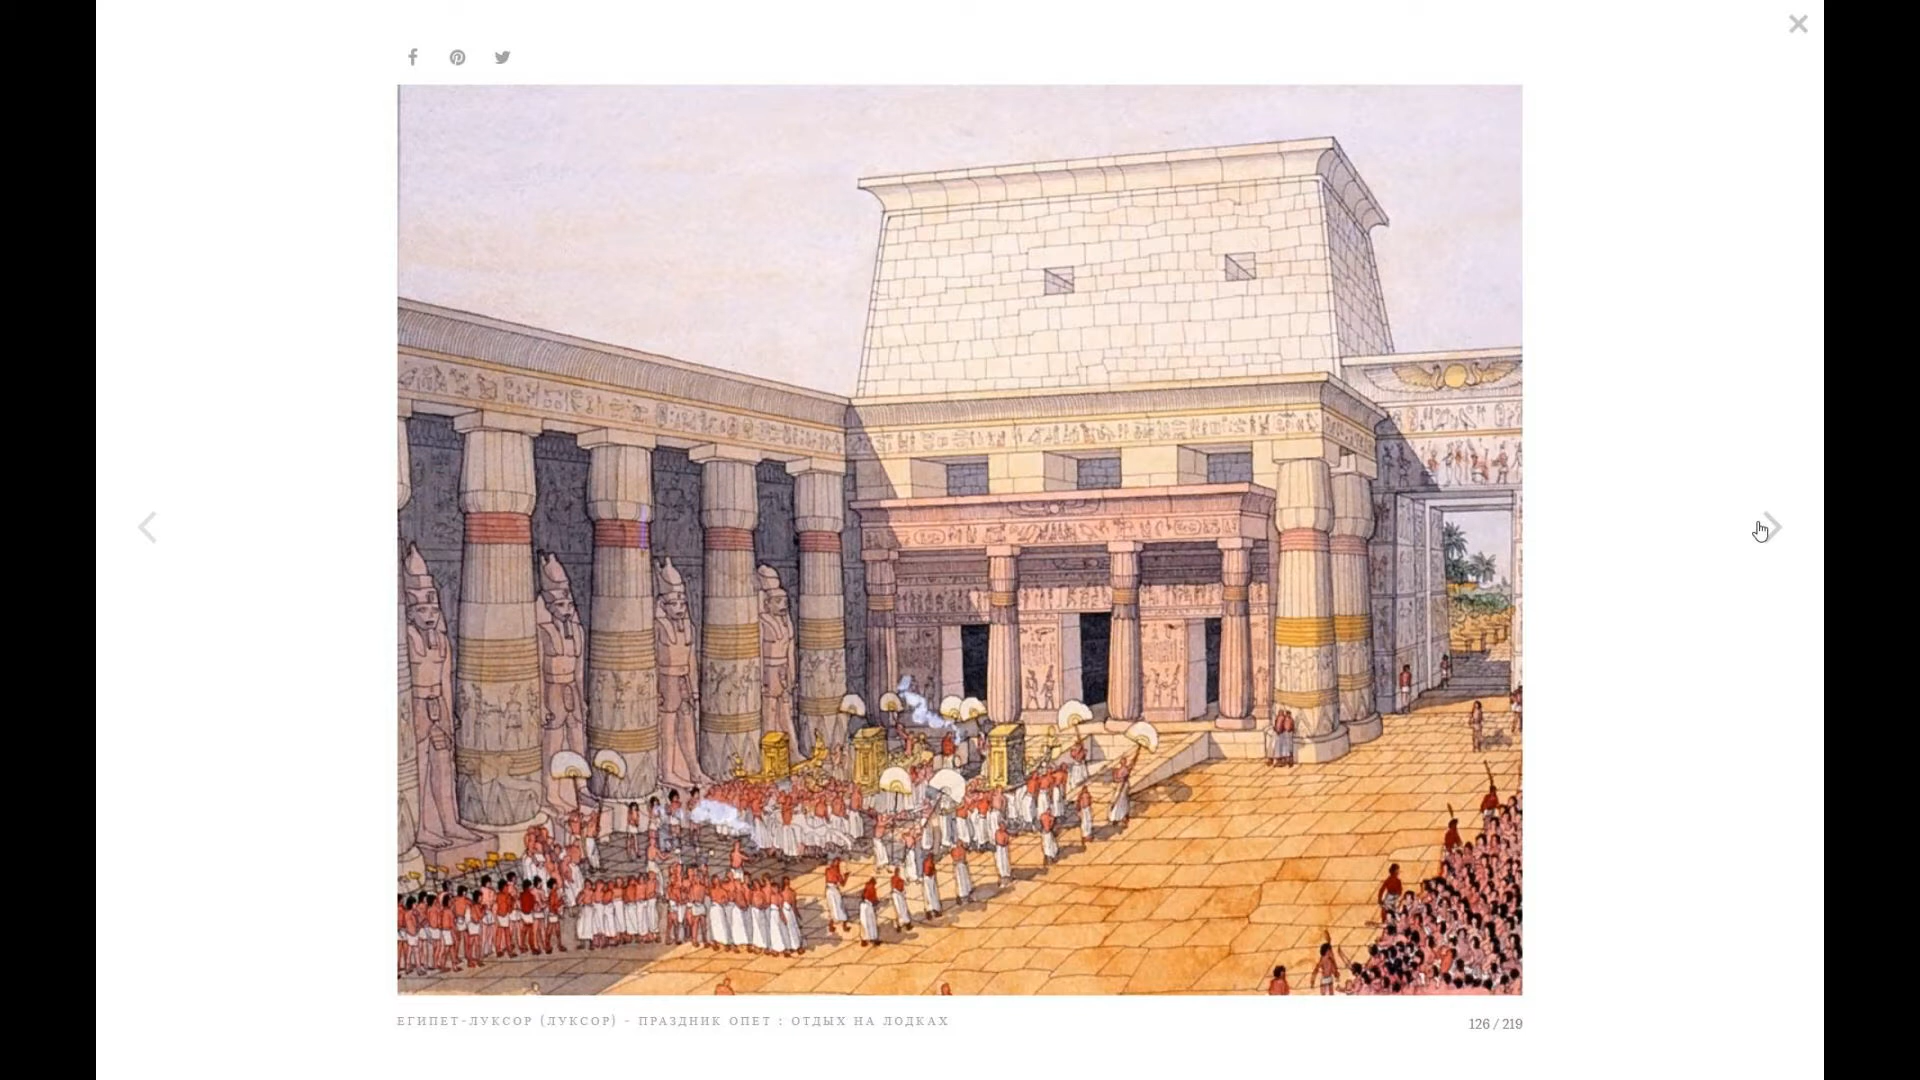 ЕГИПЕТ-ЛУКСОР (ЛУКСОР) - ПРАЗДНИК ОПЕТ : ОТДЫХ НА ЛОДКАХ
126 / 219